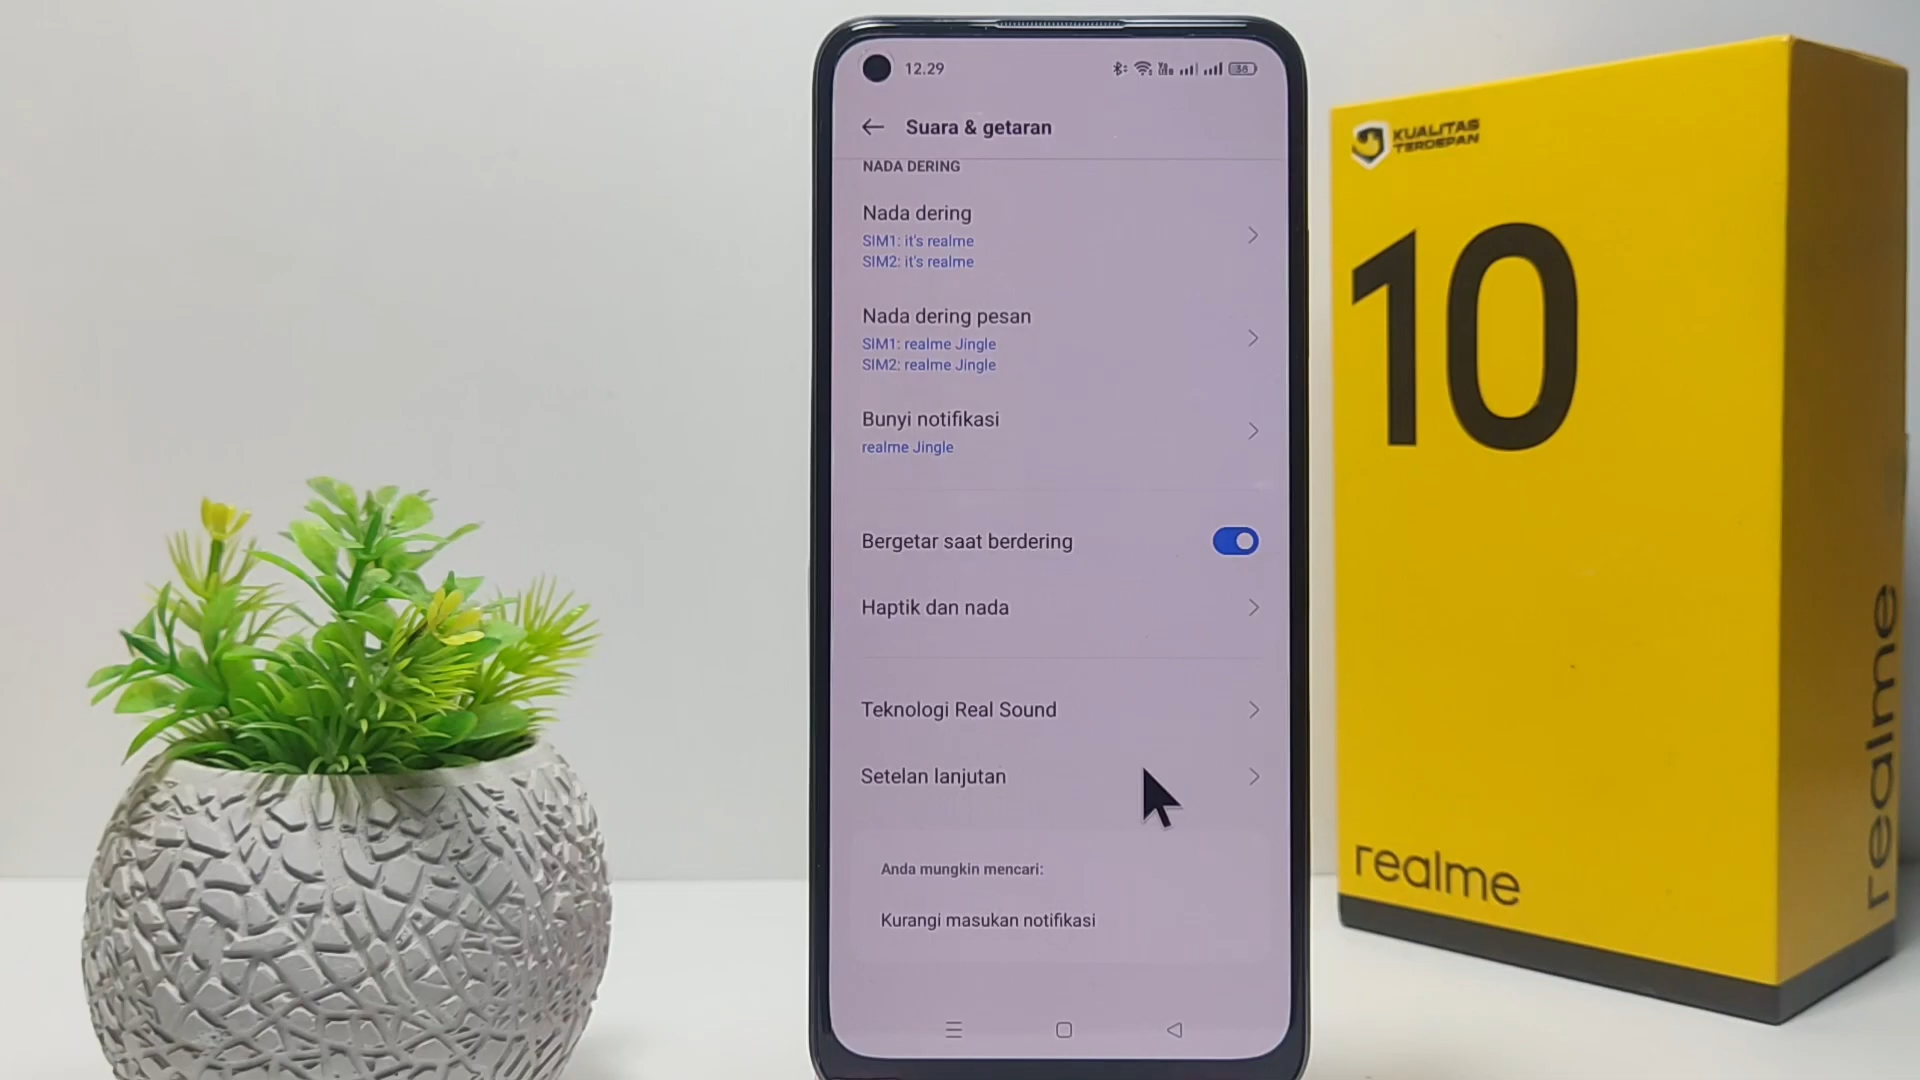 12.29
38
Suara & getaran
NADA DERING
Nada dering
SIM1: it's realme
SIM2: it's realme
Nada dering pesan
SIM1: realme Jingle
SIM2: realme Jingle
Bunyi notifikasi
realme Jingle
Bergetar saat berdering
Haptik dan nada
Teknologi Real Sound
Setelan lanjutan
Anda mungkin mencari:
Kurangi masukan notifikasi
KUALITAS
TERDEPAN
10
realme
realme